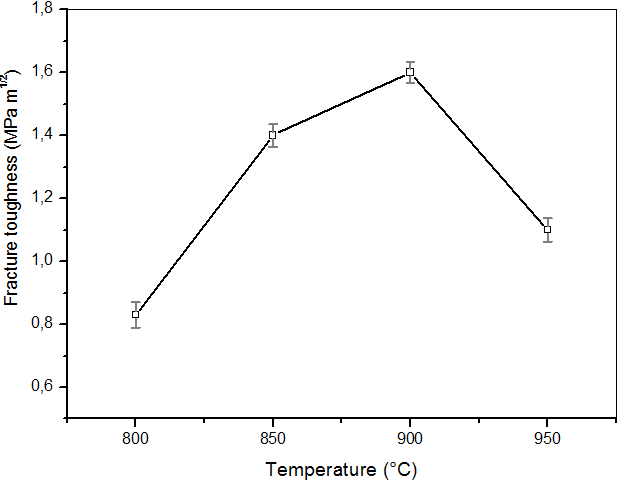 Fracture toughness (MPa m1/2)
1,8
1,6
1,4
1,2
1,0
0,8
0,6
800 850 900 950
Temperature (°C)